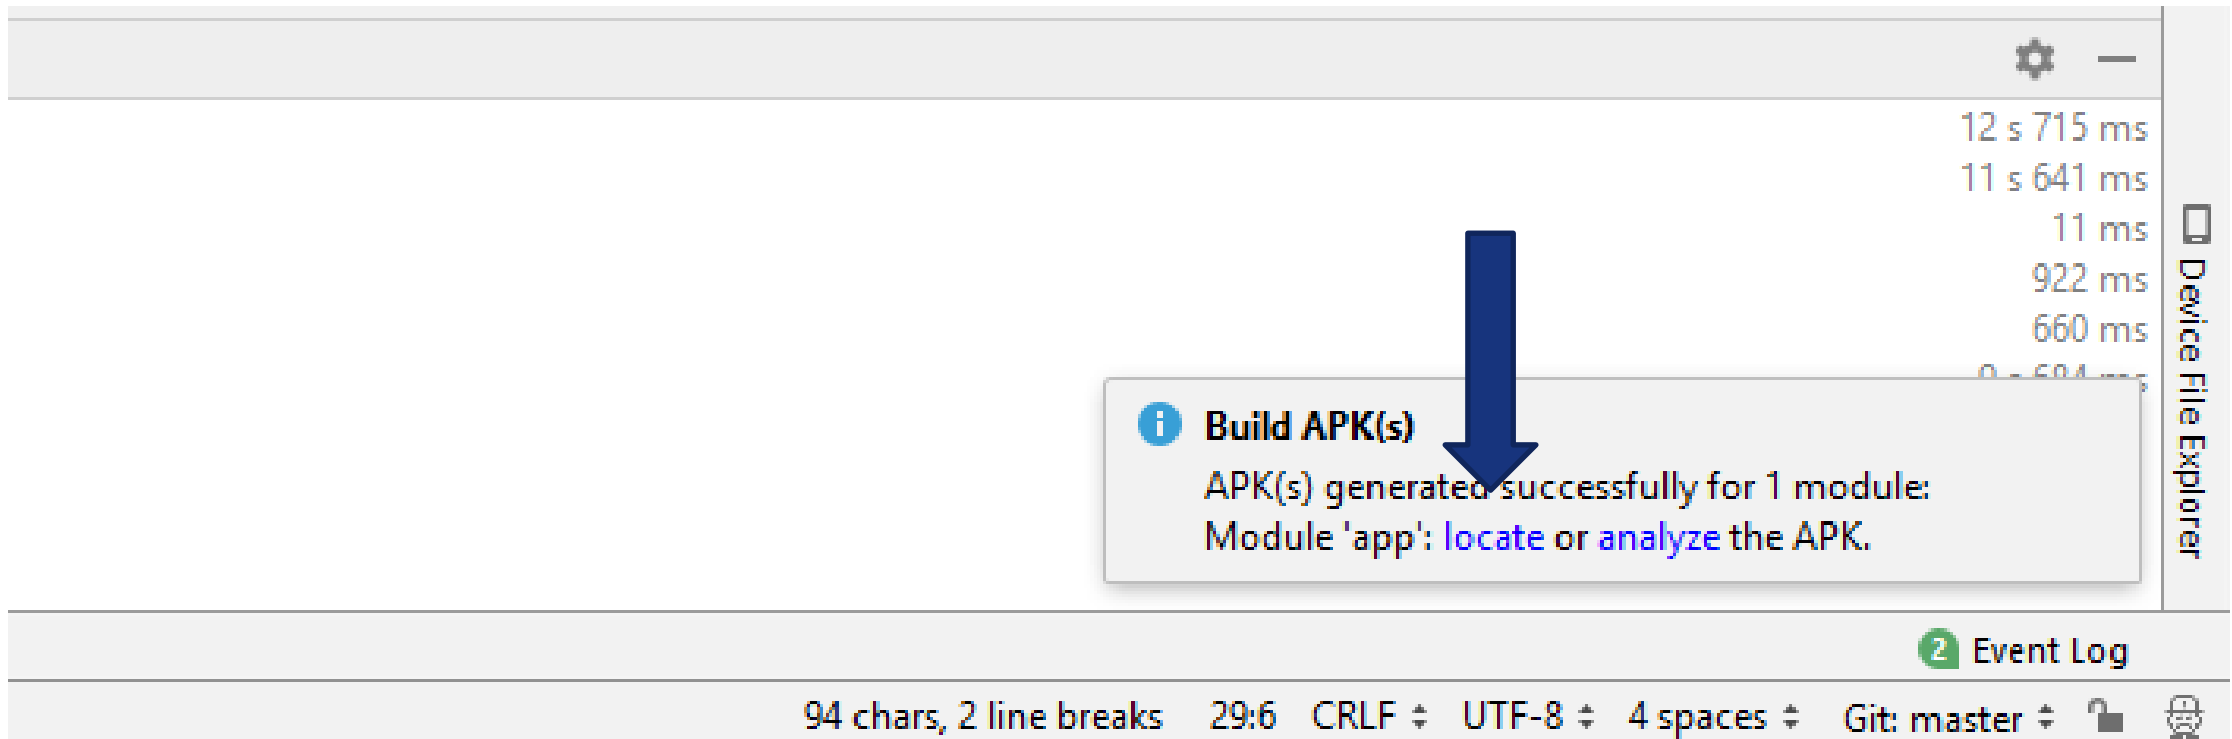 12 s 715 ms
11 s 641 ms
11 ms
922 ms
660 ms
Device File Explorer
Build APK(s)
APK(s) generated successfully for 1 module:
Module 'app': locate or analyze the APK.
2 Event Log
94 chars, 2 line breaks 29:6 CRLF UTF-8 4 spaces Git: master